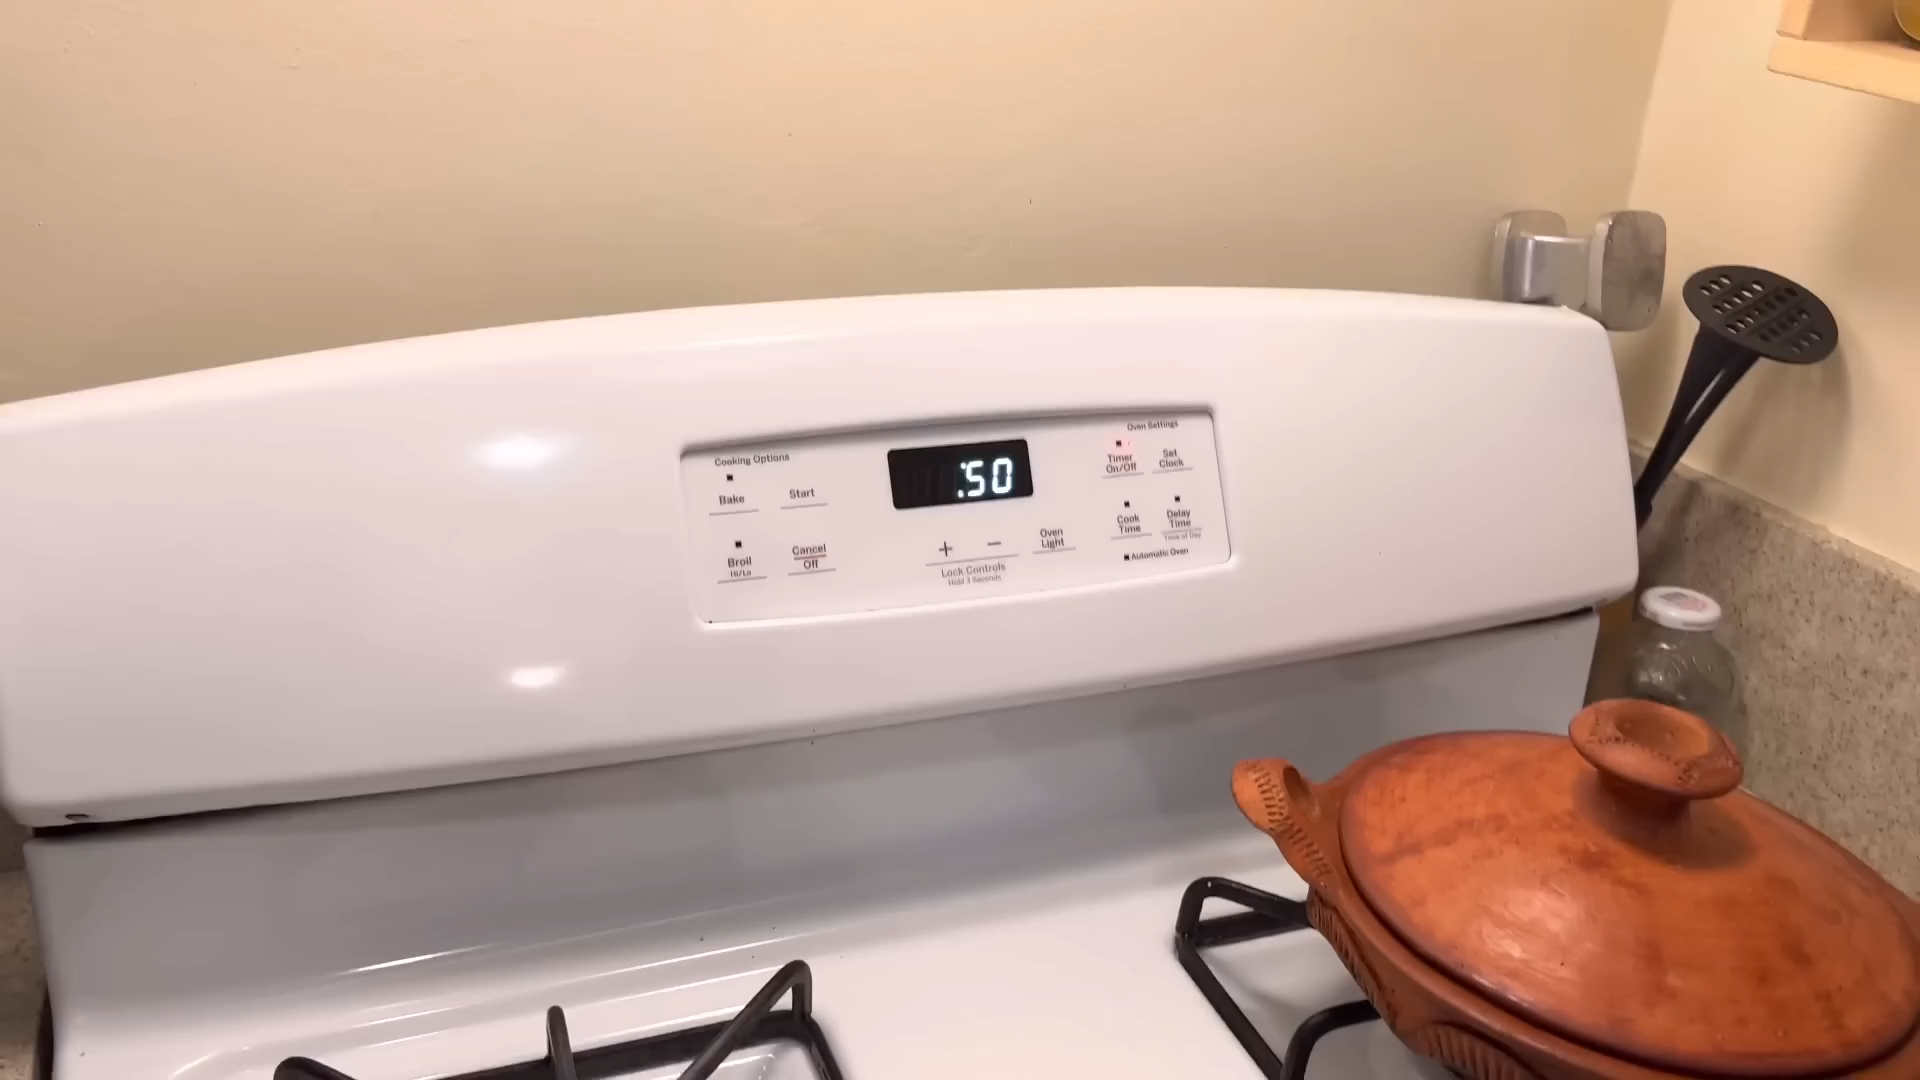 Cooking Options
Bake
Start
Broil
Hi/Lo
Cancel
Off
:50
+ −
Lock Controls
Hold 3 Seconds
Oven
Light
Oven Settings
Timer
On/Off
Set
Clock
Cook
Time
Delay
Time
Time of Day
Automatic Oven